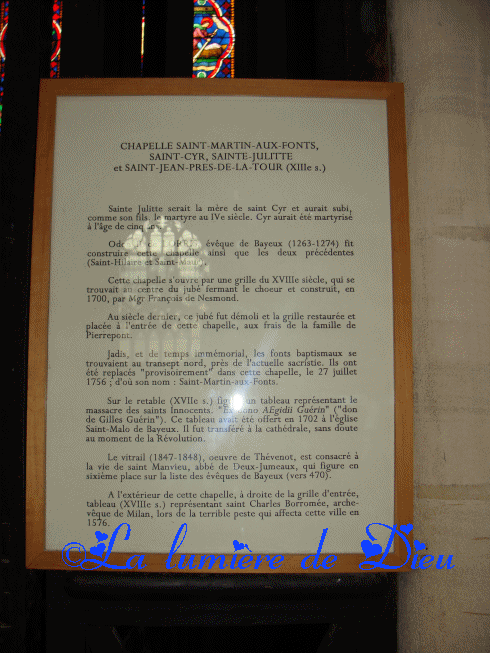 CHAPELLE SAINT-MARTIN-AUX-FONTS,
SAINT-CYR, SAINTE-JULITTE
et SAINT-JEAN-PRES-DE-LA-TOUR (XIIIe s.)
Sainte Julitte serait la mère de saint Cyr et aurait subi,
comme son fils, le martyre au IVe siècle. Cyr aurait été martyrisé
à l'âge de cinq ans.
évêque de Bayeux (1263-1274) fit
construire cette chapelle ainsi que les deux précédentes
(Saint-Hilaire et
Cette chapelle s'ouvre par une grille du XVIIIe siècle, qui se
trouvait au centre du jubé fermant le choeur et construit, en
1700, par Mgr François de Nesmond.
Au siècle dernier, ce jubé fut démoli et la grille restaurée et
placée à l'entrée de cette chapelle, aux frais de la famille de
Pierrepont.
Jadis, et de temps immémorial, les fonts baptismaux se
trouvaient au transept nord, près de l'actuelle sacristie. Ils ont
été replacés "provisoirement" dans cette chapelle, le 27 juillet
1756 ; d'où son nom : Saint-Martin-aux-Fonts.
Sur le retable (XVIIe s.) figure un tableau représentant le
massacre des saints Innocents. "Ex dono AEgidii Guérin" ("don
de Gilles Guérin"). Ce tableau avait été offert en 1702 à l'église
Saint-Malo de Bayeux. Il fut transféré à la cathédrale, sans doute
au moment de la Révolution.
Le vitrail (1847-1848), oeuvre de Thévenot, est consacré à
la vie de saint Manvieu, abbé de Deux-Jumeaux, qui figure en
sixième place sur la liste des évêques de Bayeux (vers 470).
A l'extérieur de cette chapelle, à droite de la grille d'entrée,
tableau (XVIIIe s.) représentant saint Charles Borromée, arche-
vêque de Milan, lors de la terrible peste qui affecta cette ville en
1576.
©La lumière de Dieu